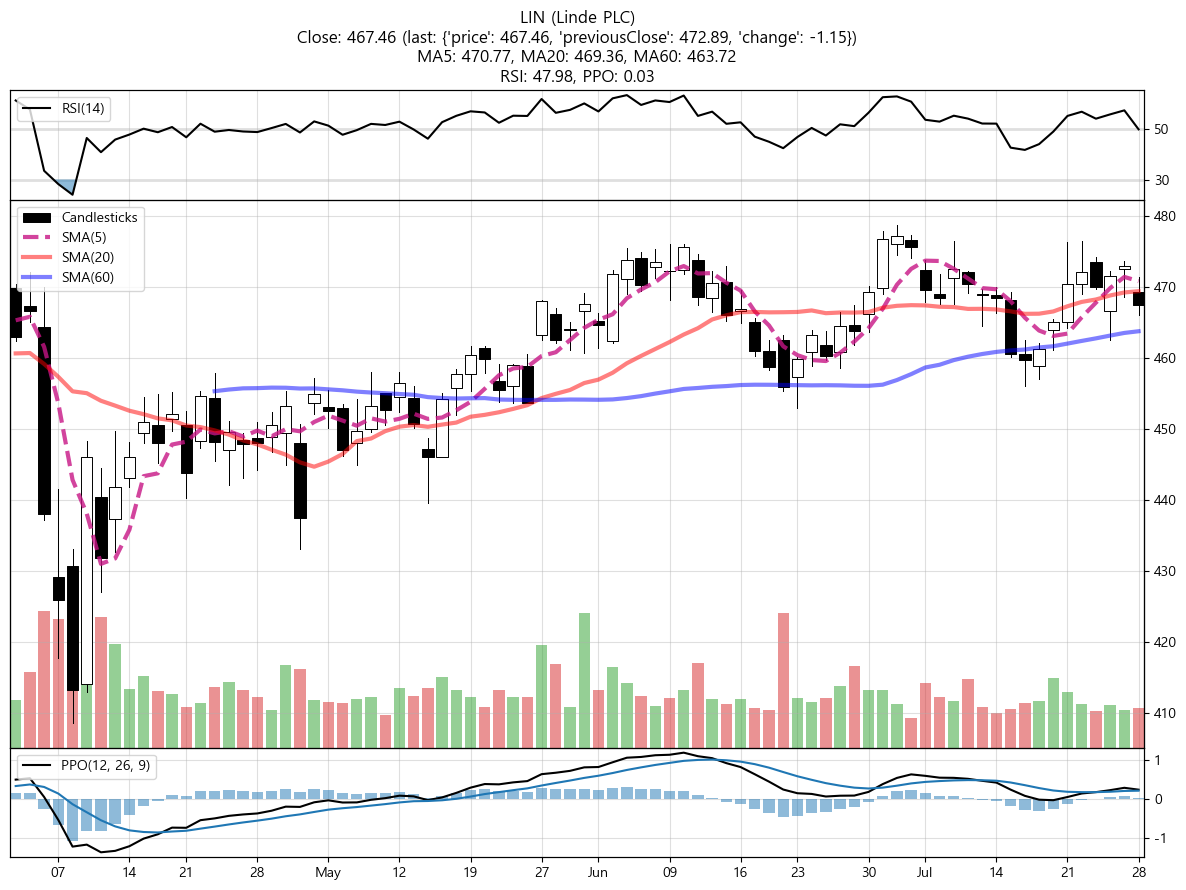 LIN (Linde PLC)
Close: 467.46 (last: {'price': 467.46, 'previousClose': 472.89, 'change': -1.15})
MA5: 470.77, MA20: 469.36, MA60: 463.72
RSI: 47.98, PPO: 0.03
RSI(14)
50
30
Candlesticks
SMA(5)
SMA(20)
SMA(60)
480
470
460
450
440
430
420
410
PPO(12, 26, 9)
1
0
-1
07 14 21 28 May 12 19 27 Jun 09 16 23 30 Jul 14 21 28